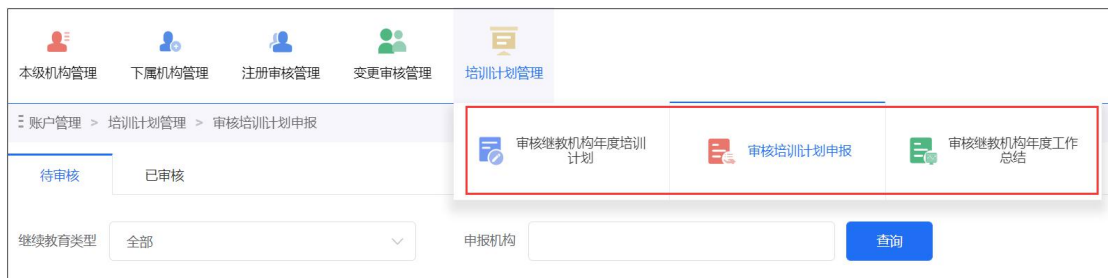 本级机构管理 下属机构管理 注册审核管理 变更审核管理 培训计划管理
账户管理 > 培训计划管理 > 审核培训计划申报
审核继教机构年度培训
计划
审核培训计划申报
审核继教机构年度工作
总结
待审核 已审核
继续教育类型 全部 申报机构 查询